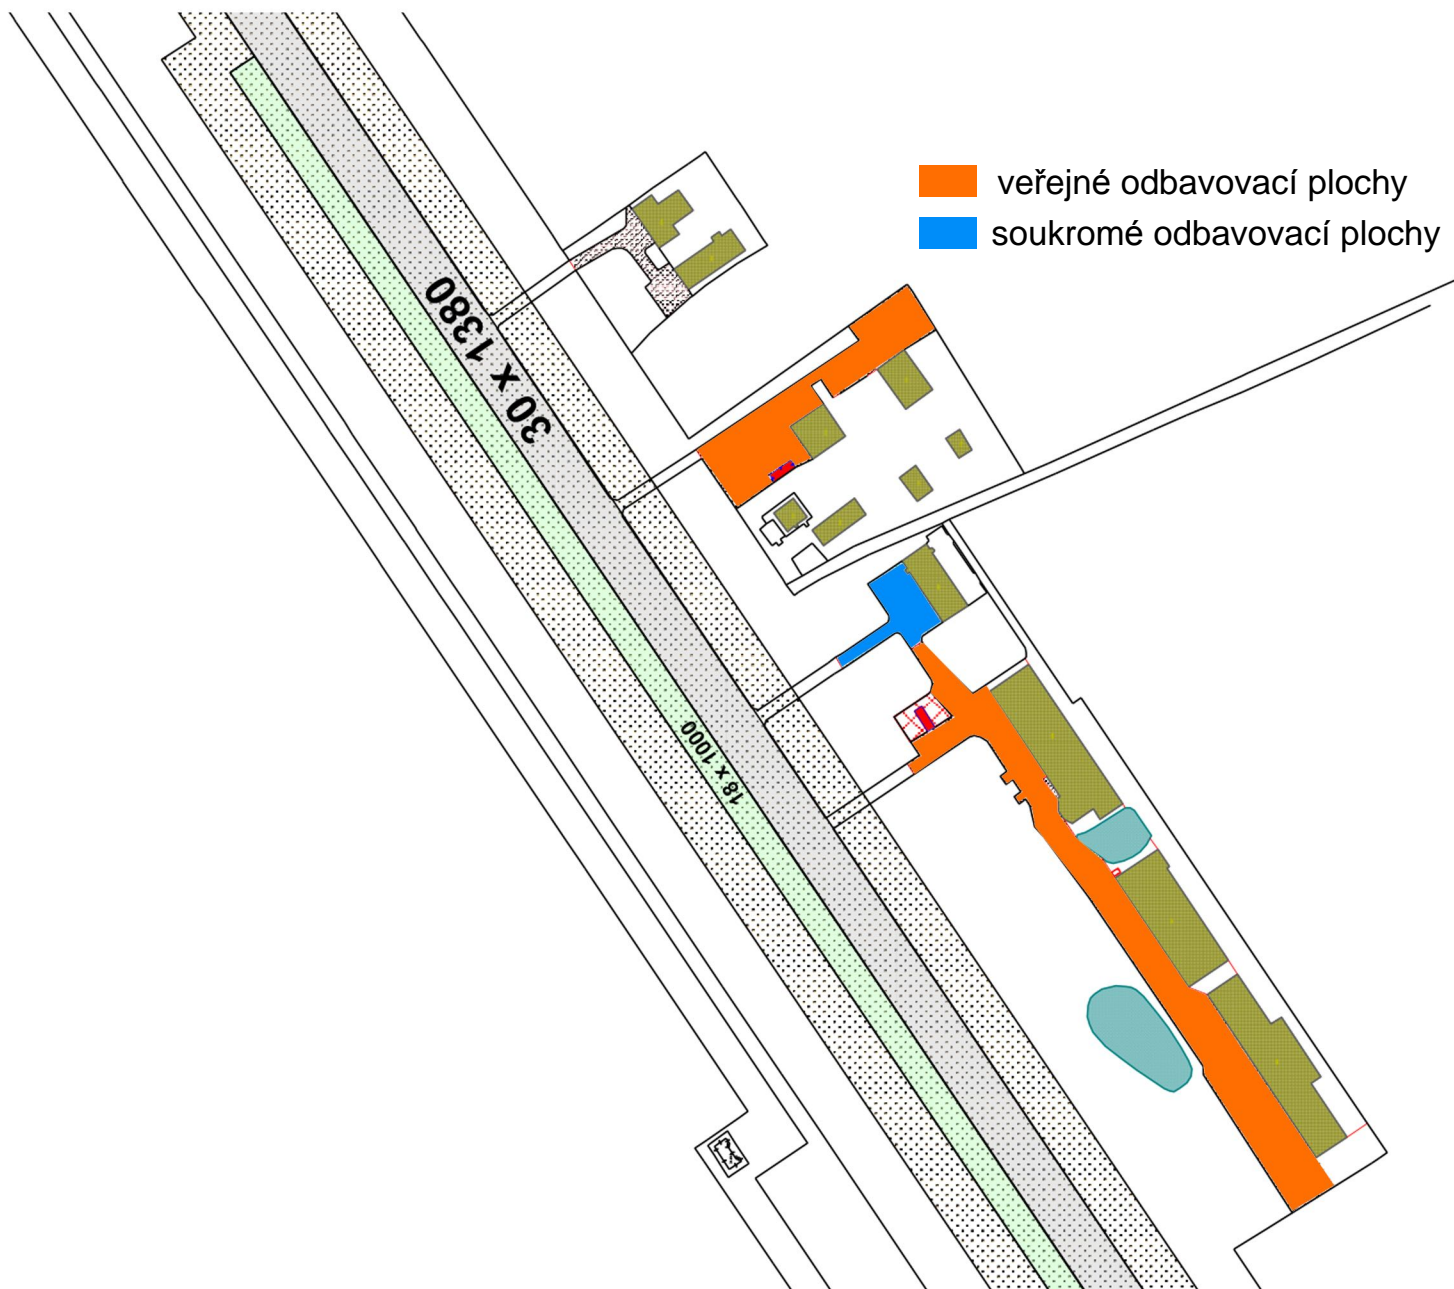 veřejné odbavovací plochy
soukromé odbavovací plochy
30 x 1380
18 x 1000